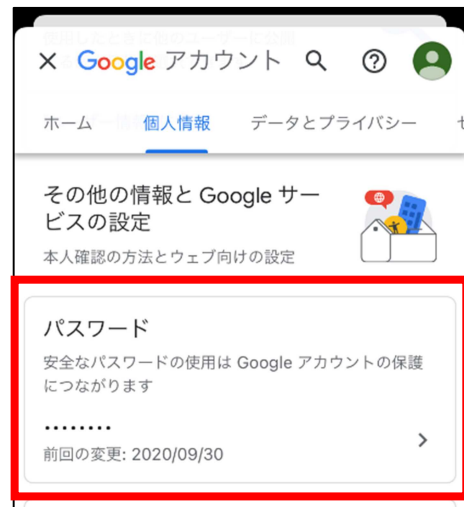 Google アカウント
ホーム 個人情報 データとプライバシー
その他の情報と Google サー
ビスの設定
本人確認の方法とウェブ向けの設定
パスワード
安全なパスワードの使用は Google アカウントの保護
につながります
••••••••
前回の変更: 2020/09/30